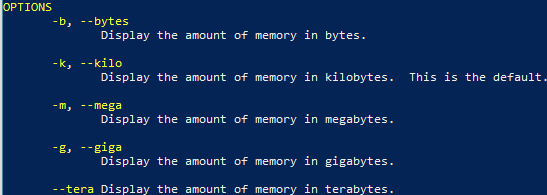 OPTIONS
-b, --bytes
Display the amount of memory in bytes.
-k, --kilo
Display the amount of memory in kilobytes.  This is the default.
-m, --mega
Display the amount of memory in megabytes.
-g, --giga
Display the amount of memory in gigabytes.
--tera Display the amount of memory in terabytes.